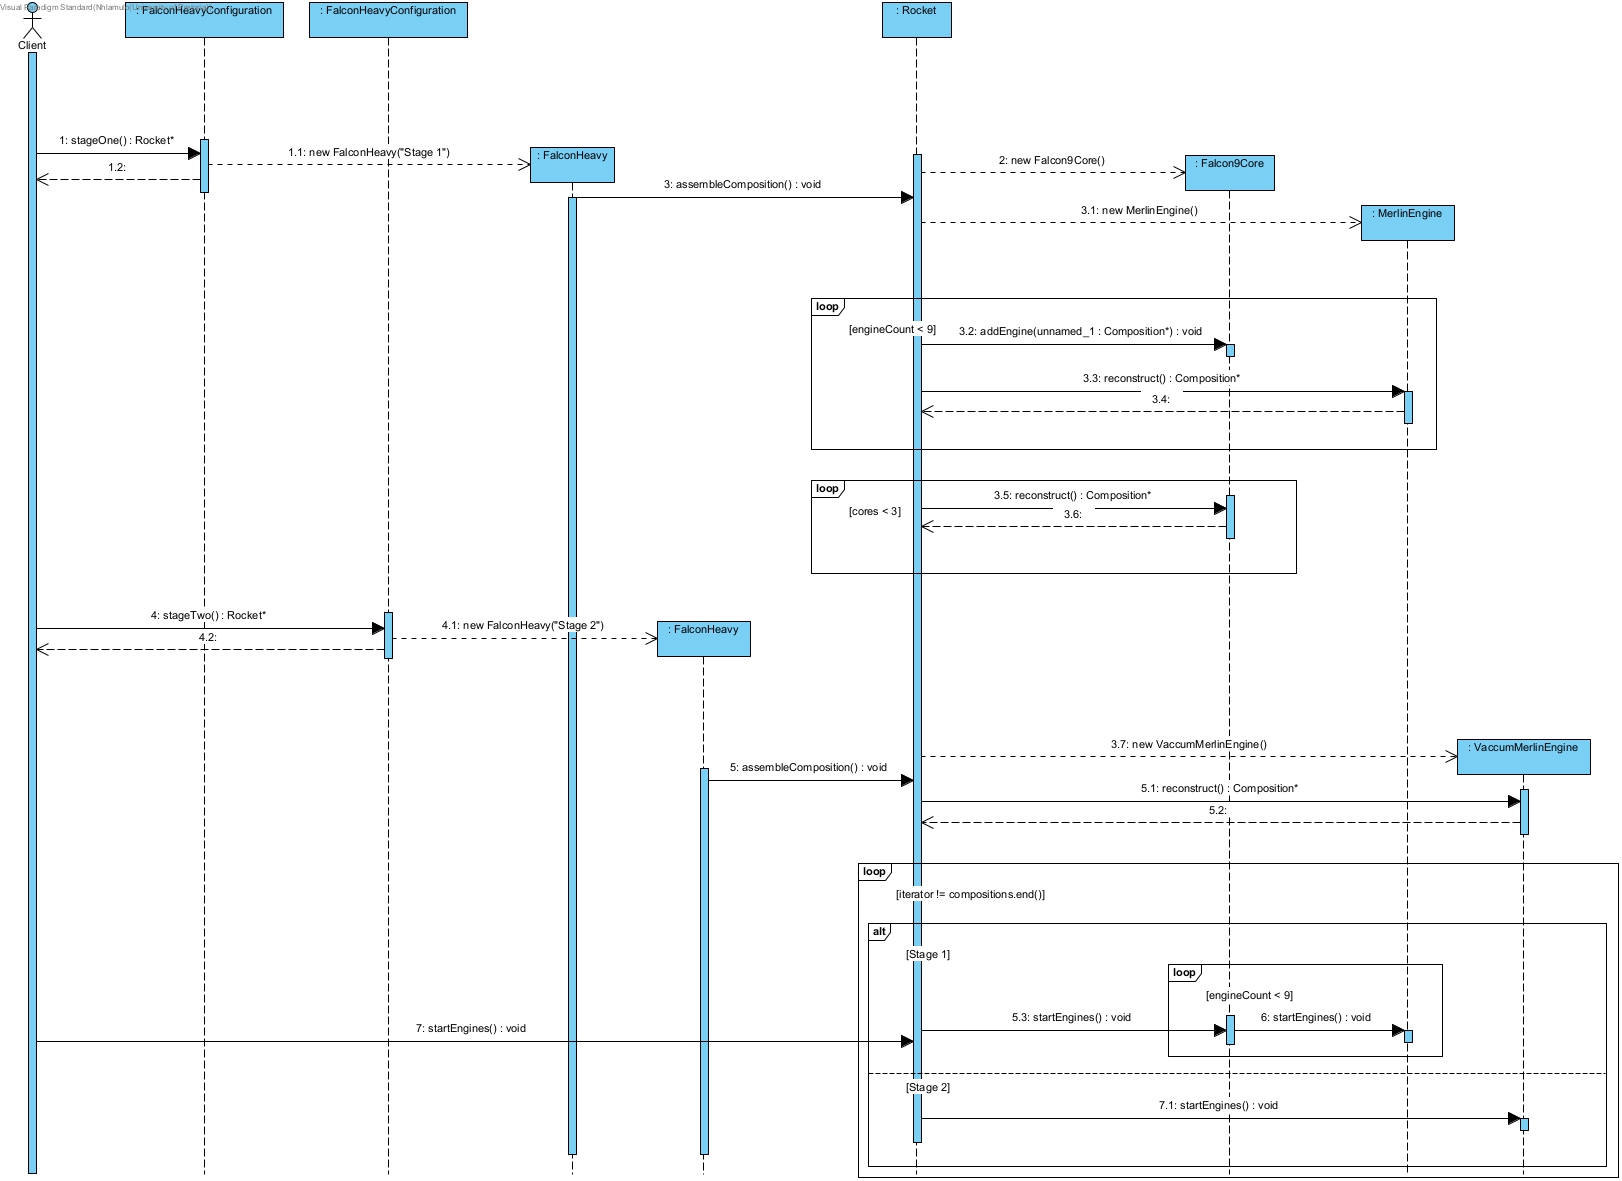 Visual Paradigm Standard(Nhlamulo(University of Pretoria))
: FalconHeavyConfiguration
: FalconHeavyConfiguration
: Rocket
Client
1: stageOne() : Rocket*
1.1: new FalconHeavy("Stage 1")
: FalconHeavy
2: new Falcon9Core()
: Falcon9Core
1.2:
3: assembleComposition() : void
3.1: new MerlinEngine()
: MerlinEngine
loop
[engineCount < 9]
3.2: addEngine(unnamed_1 : Composition*) : void
3.3: reconstruct() : Composition*
3.4:
loop
[cores < 3]
3.5: reconstruct() : Composition*
3.6:
4: stageTwo() : Rocket*
4.1: new FalconHeavy("Stage 2")
: FalconHeavy
4.2:
3.7: new VaccumMerlinEngine()
: VaccumMerlinEngine
5: assembleComposition() : void
5.1: reconstruct() : Composition*
5.2:
loop
[iterator != compositions.end()]
alt
[Stage 1]
loop
[engineCount < 9]
5.3: startEngines() : void
6: startEngines() : void
7: startEngines() : void
[Stage 2]
7.1: startEngines() : void